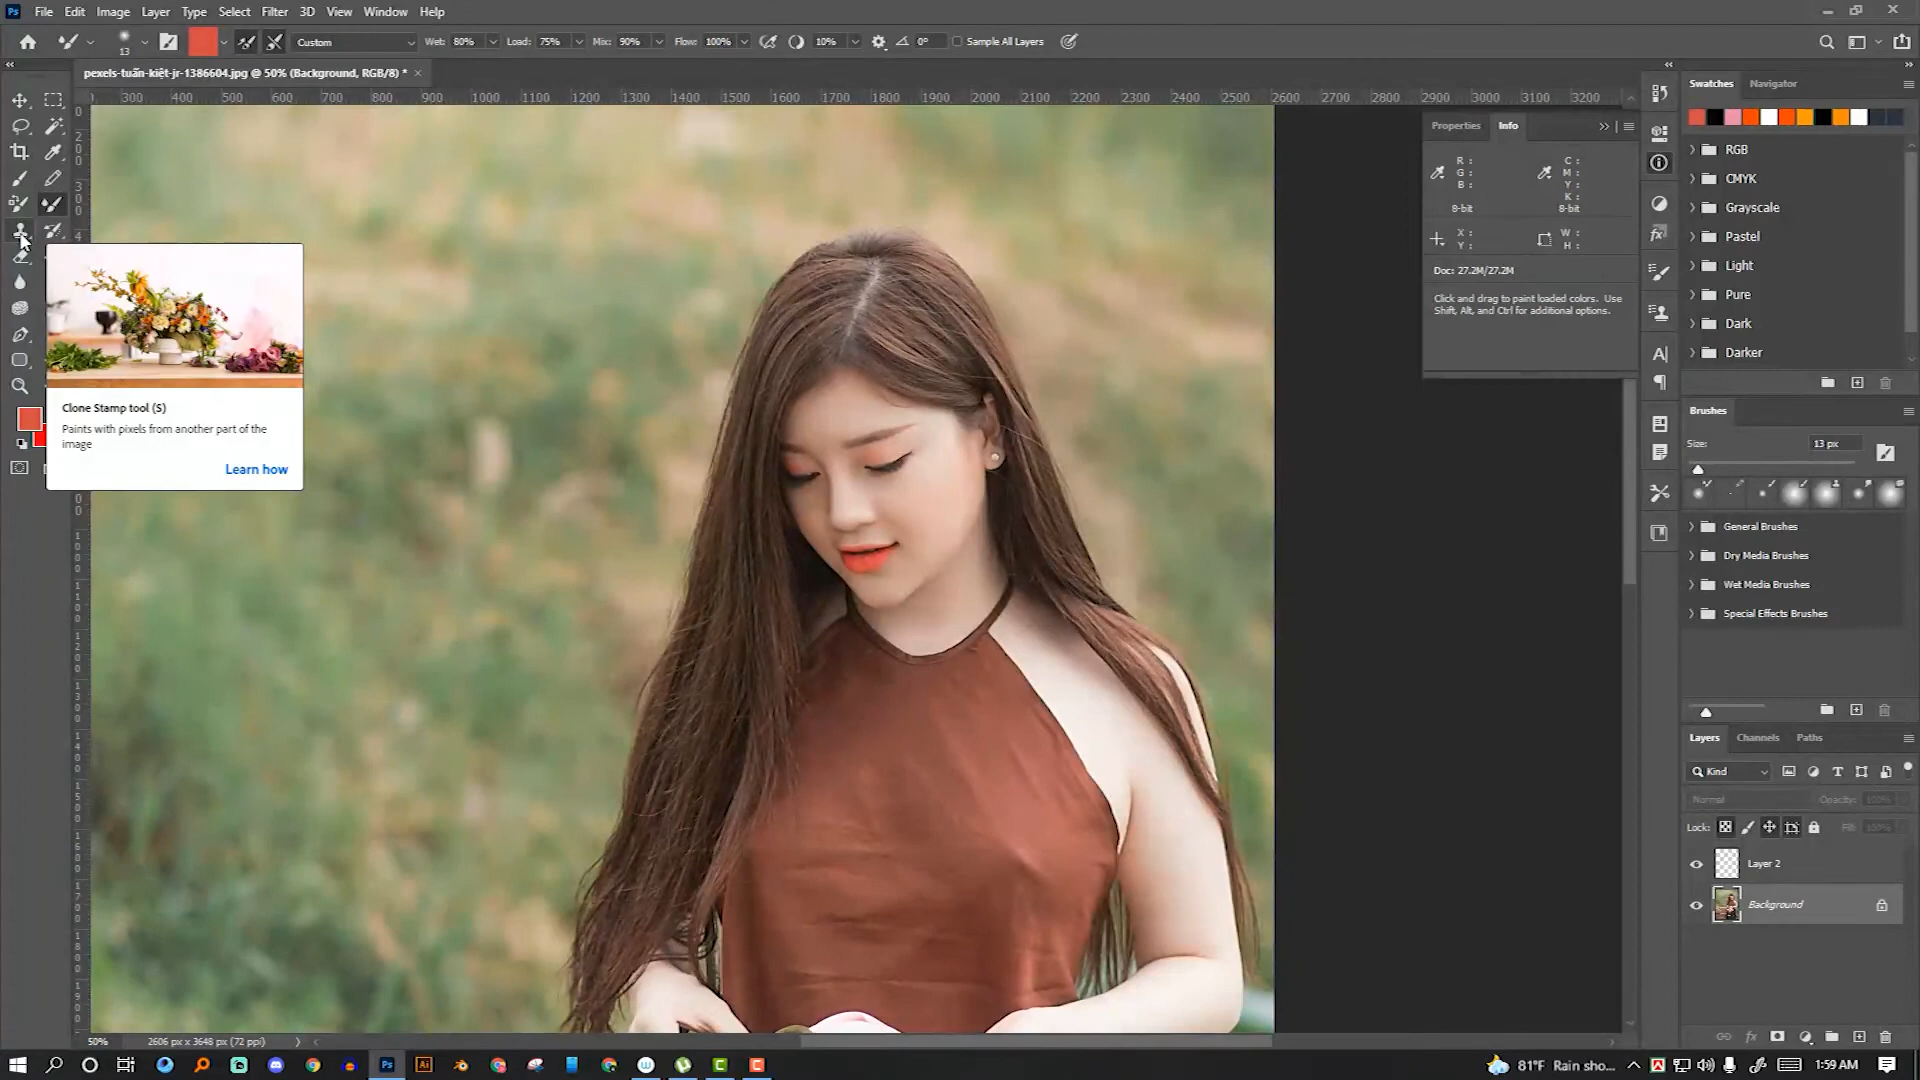 Ps File Edit Image Layer Type Select Filter 3D View Window Help
13 Custom Wet: 80% Load: 75% Mix: 90% Flow: 100% 10% 0° Sample All Layers
pexels-tuấn-kiệt-jr-1386604.jpg @ 50% (Background, RGB/8) * ×
300 400 500 600 700 800 900 1000 1100 1200 1300 1400 1500 1600 1700 1800 1900 2000 2100 2200 2300 2400 2500 2600 2700 2800 2900 3000 3100 3200
Clone Stamp tool (S)
Paints with pixels from another part of the
image
Learn how
Properties Info
R : C :
G : M :
B : Y :
K :
8-bit 8-bit
X : W :
Y : H :
Doc: 27.2M/27.2M
Click and drag to paint loaded colors. Use
Shift, Alt, and Ctrl for additional options.
Swatches Navigator
RGB
CMYK
Grayscale
Pastel
Light
Pure
Dark
Darker
Brushes
Size: 13 px
General Brushes
Dry Media Brushes
Wet Media Brushes
Special Effects Brushes
Layers Channels Paths
Kind
Normal Opacity: 100%
Lock: Fill: 100%
Layer 2
Background
50% 2606 px x 3648 px (72 ppi)
81°F Rain sho... 1:59 AM